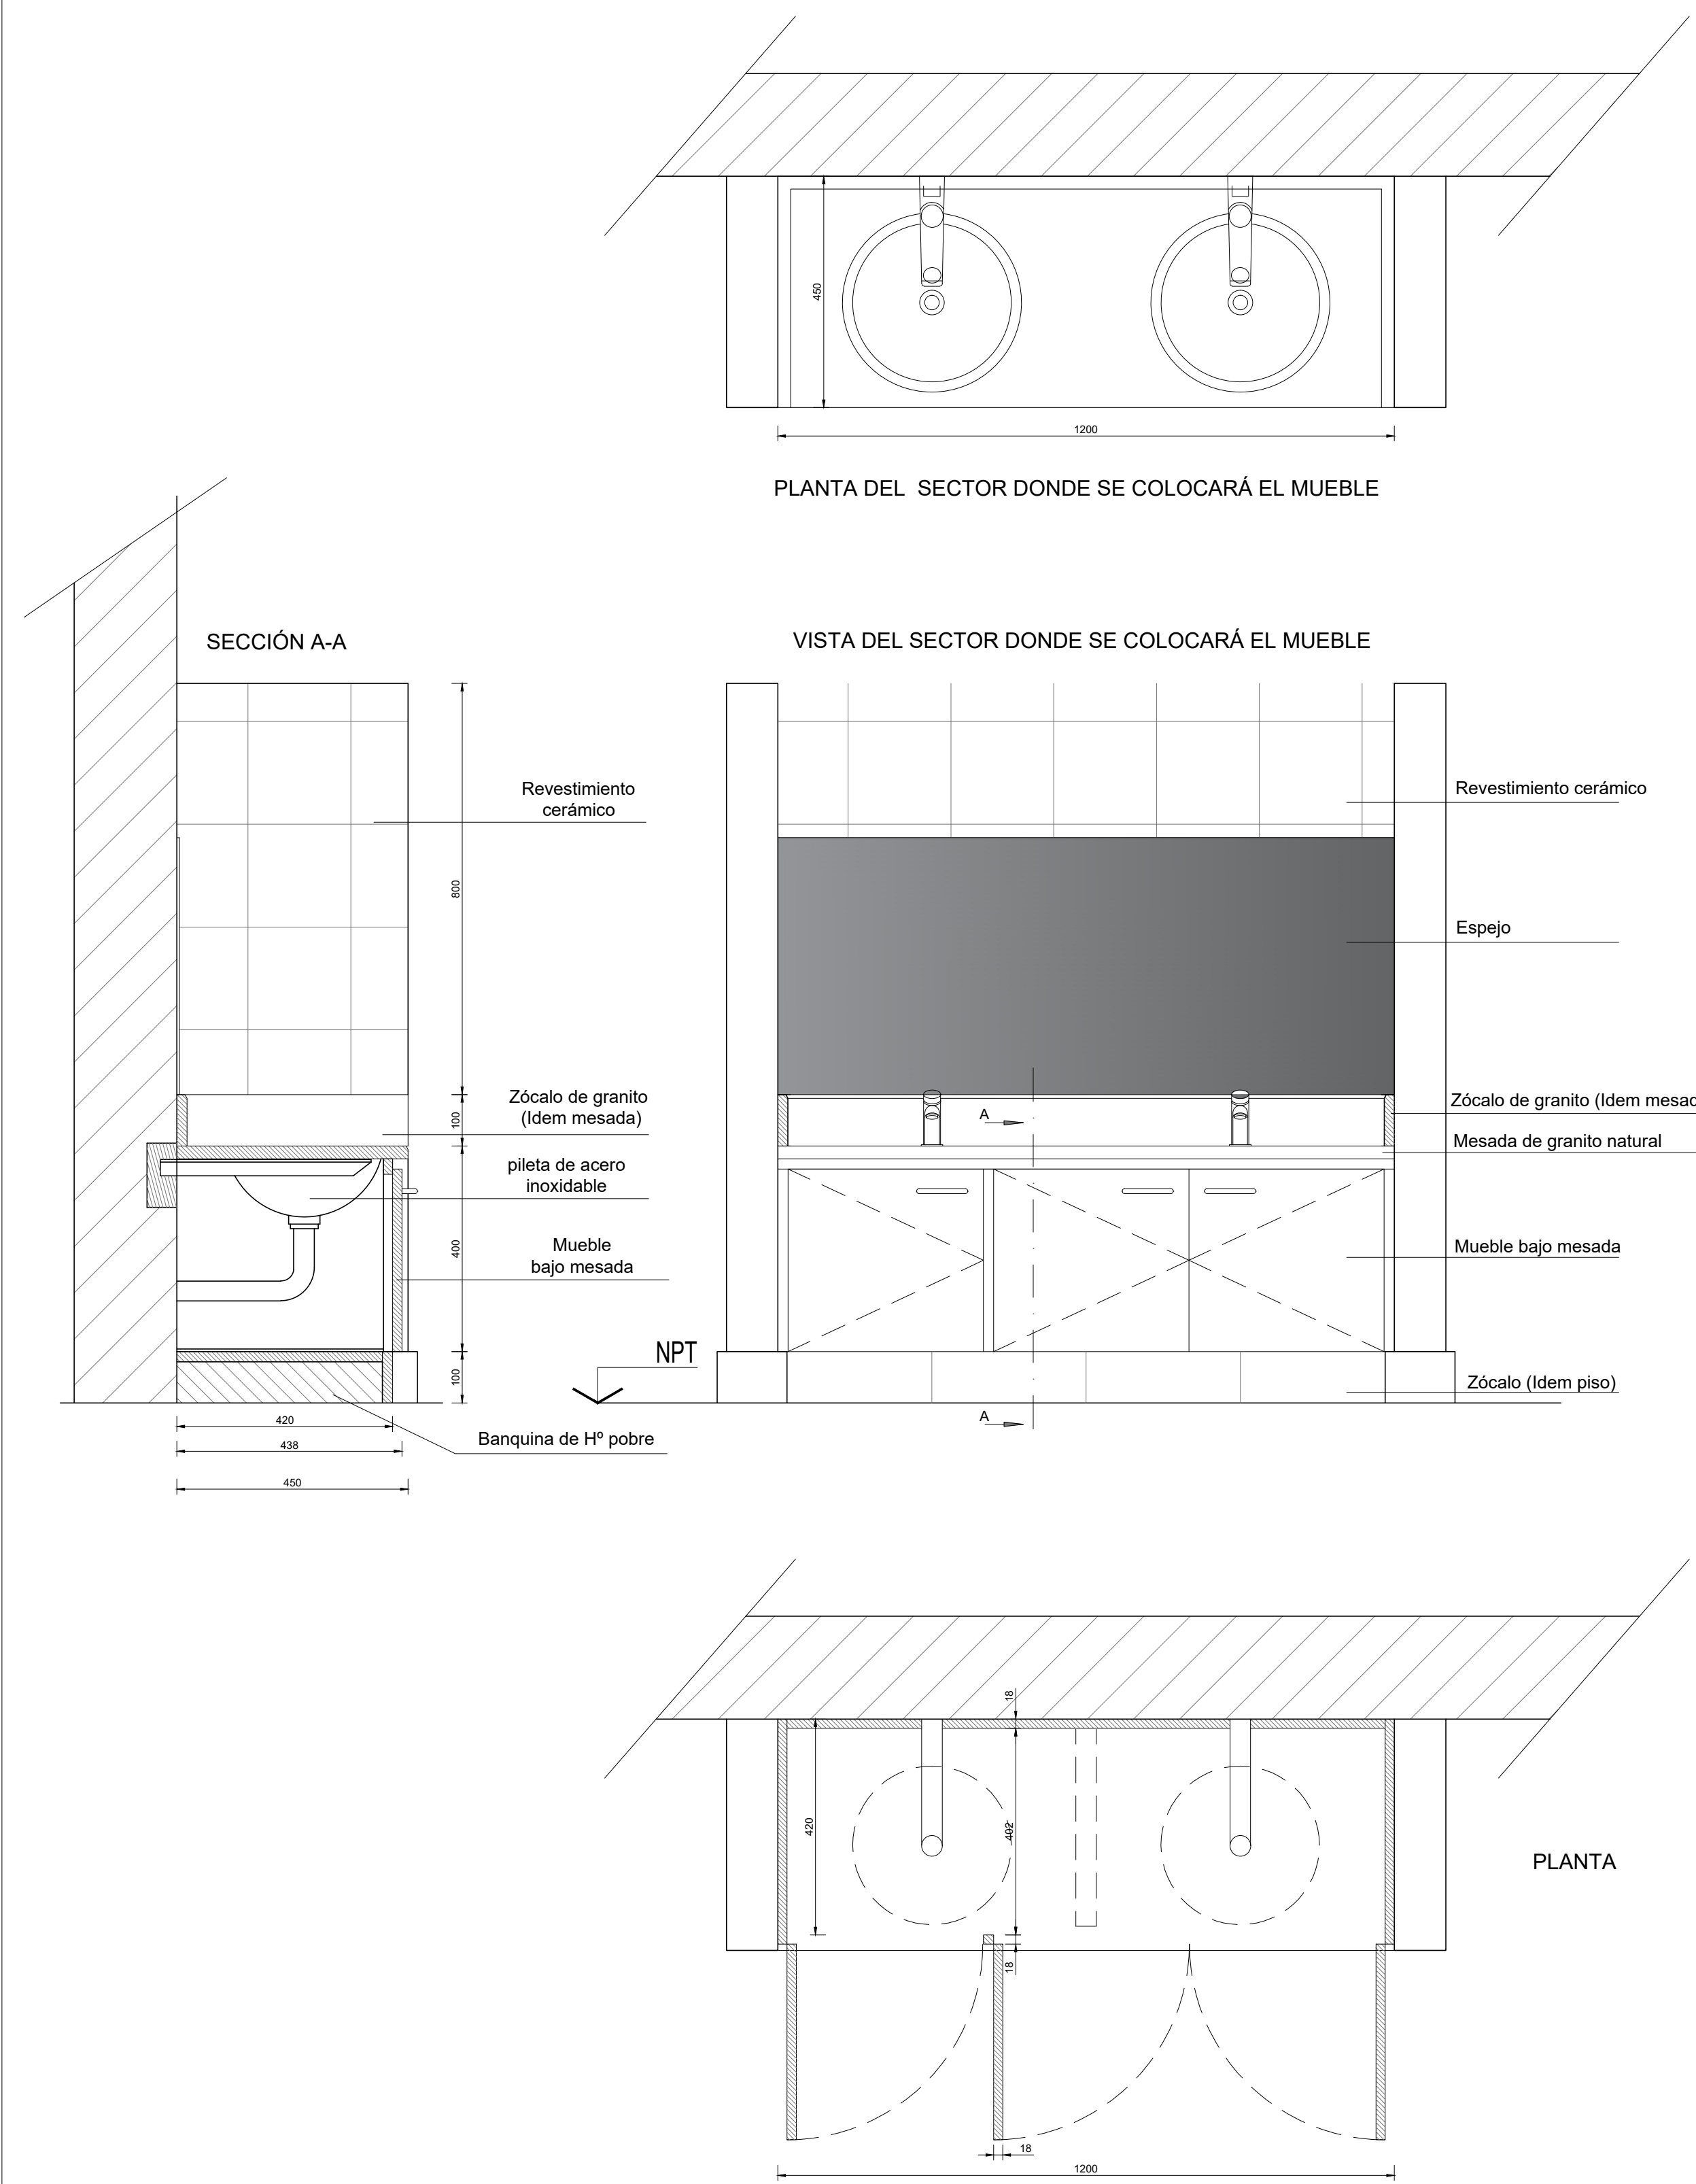 450
1200
PLANTA DEL SECTOR DONDE SE COLOCARÁ EL MUEBLE
SECCIÓN A-A
VISTA DEL SECTOR DONDE SE COLOCARÁ EL MUEBLE
Revestimiento
cerámico
800
Zócalo de granito
(Idem mesada)
100
pileta de acero
inoxidable
Mueble
bajo mesada
400
100
420
438
450
Banquina de Hº pobre
NPT
Revestimiento cerámico
Espejo
A
Zócalo de granito (Idem mesad
Mesada de granito natural
Mueble bajo mesada
Zócalo (Idem piso)
A
18
420
402
18
18
1200
PLANTA